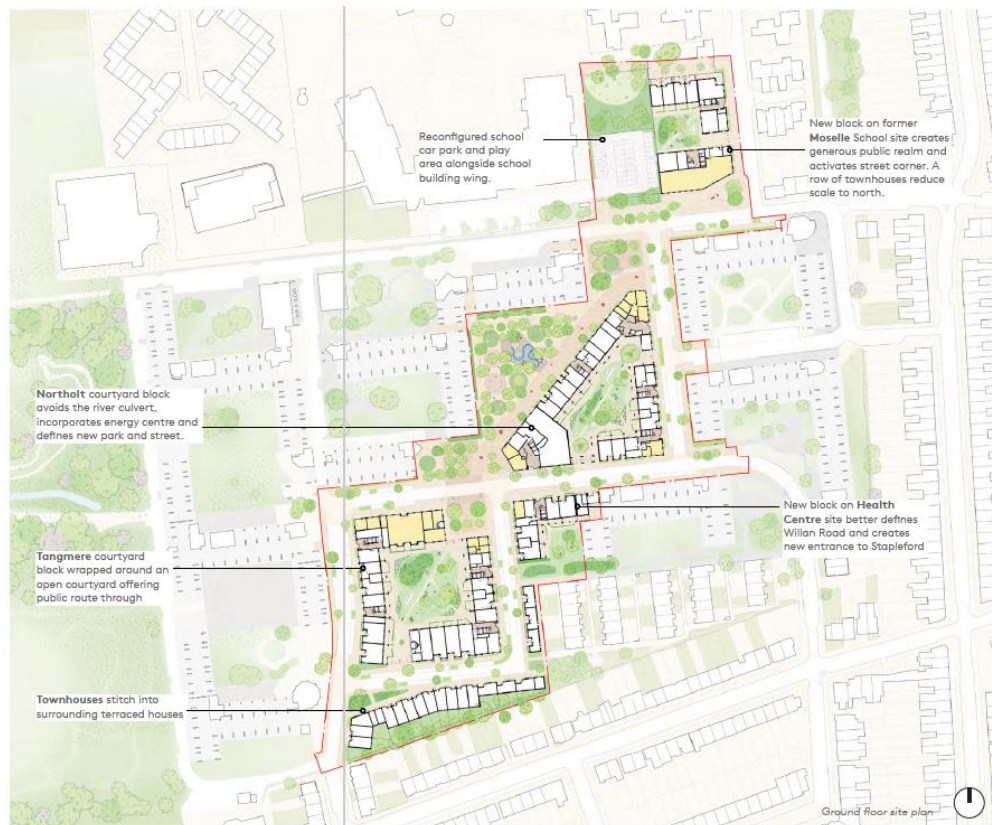 Reconfigured school
car park and play
area alongside school
building wing.
New block on former
Moselle School site creates
generous public realm and
activates street corner. A
row of townhouses reduce
scale to north.
Northolt courtyard block
avoids the river culvert,
incorporates energy centre and
defines new park and street.
New block on Health
Centre site better defines
Willan Road and creates
new entrance to Stapleford
Tangmere courtyard
block wrapped around an
open courtyard offering
public route through
Townhouses stitch into
surrounding terraced houses
Ground floor site plan